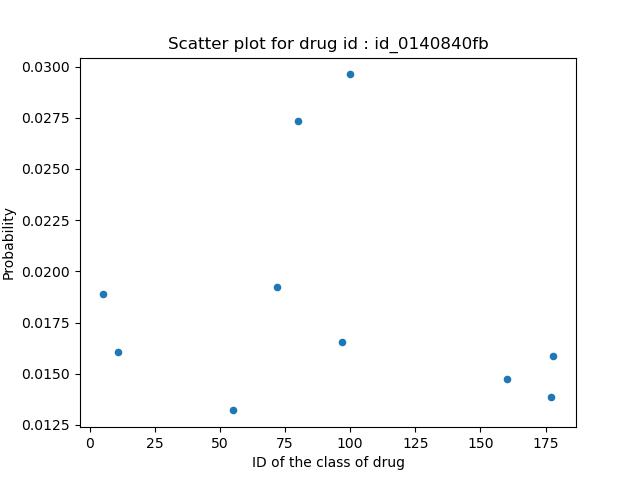 Scatter plot for drug id : id_0140840fb
0.0300
0.0275
0.0250
0.0225
0.0200
0.0175
0.0150
0.0125
Probability
0 25 50 75 100 125 150 175
ID of the class of drug